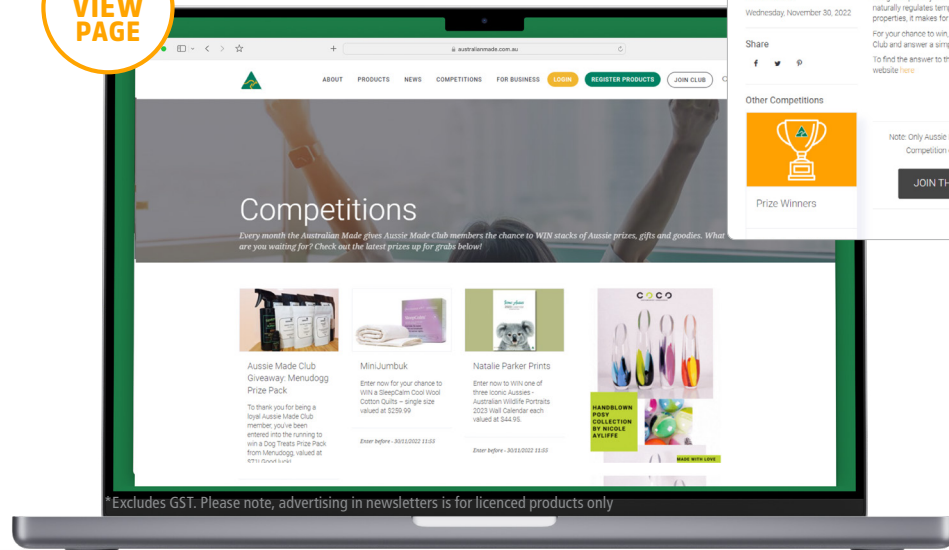 VIEW
PAGE
australianmade.com.au
ABOUT PRODUCTS NEWS COMPETITIONS FOR BUSINESS LOGIN REGISTER PRODUCTS JOIN CLUB
Competitions
Every month the Australian Made gives Aussie Made Club members the chance to WIN stacks of Aussie prizes, gifts and goodies. What
are you waiting for? Check out the latest prizes up for grabs below!
Aussie Made Club
Giveaway: Menudogg
Prize Pack
To thank you for being a
loyal Aussie Made Club
member, you've been
entered into the running to
win a Dog Treats Prize Pack
from Menudogg, valued at
MiniJumbuk
Enter now for your chance to
WIN a SleepCalm Cool Wool
Cotton Quilts – single size
valued at $259.99
Enter before - 30/11/2022 11:55
Natalie Parker Prints
Enter now to WIN one of
three Iconic Aussies -
Australian Wildlife Portraits
2023 Wall Calendar each
valued at $44.95.
Enter before - 30/11/2022 11:55
COCO
HANDBLOWN
POSY
COLLECTION
BY NICOLE
AYLIFFE
MADE WITH LOVE
Wednesday, November 30, 2022
Share
Other Competitions
Prize Winners
naturally regulates
properties, it makes for
For your chance to win,
Club and answer a
To find the answer to
website here
Note: Only Aussie
Competition
JOIN
*Excludes GST. Please note, advertising in newsletters is for licenced products only